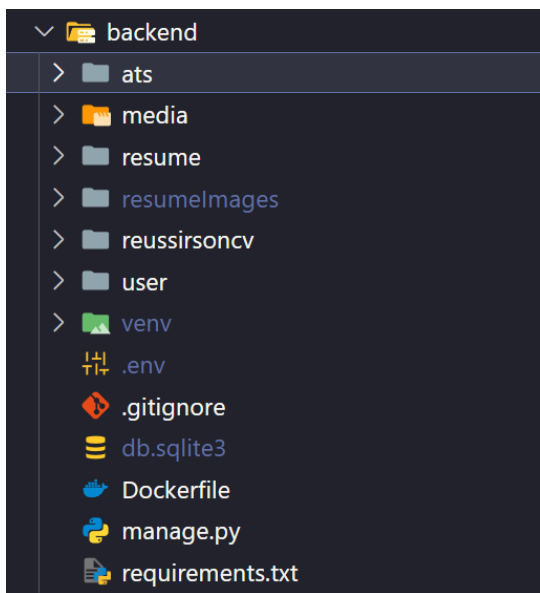 backend
ats
media
resume
resumeImages
reussirsoncv
user
venv
.env
.gitignore
db.sqlite3
Dockerfile
manage.py
requirements.txt